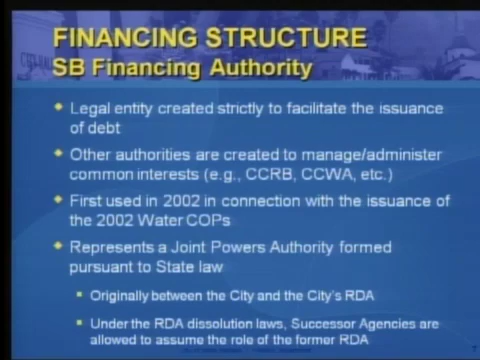 FINANCING STRUCTURE
SB Financing Authority
Legal entity created strictly to facilitate the issuance
of debt
Other authorities are created to manage/administer
common interests (e.g., CCRB, CCWA, etc.)
First used in 2002 in connection with the issuance of
the 2002 Water COPs
Represents a Joint Powers Authority formed
pursuant to State law
Originally between the City and the City's RDA
Under the RDA dissolution laws, Successor Agencies are
allowed to assume the role of the former RDA